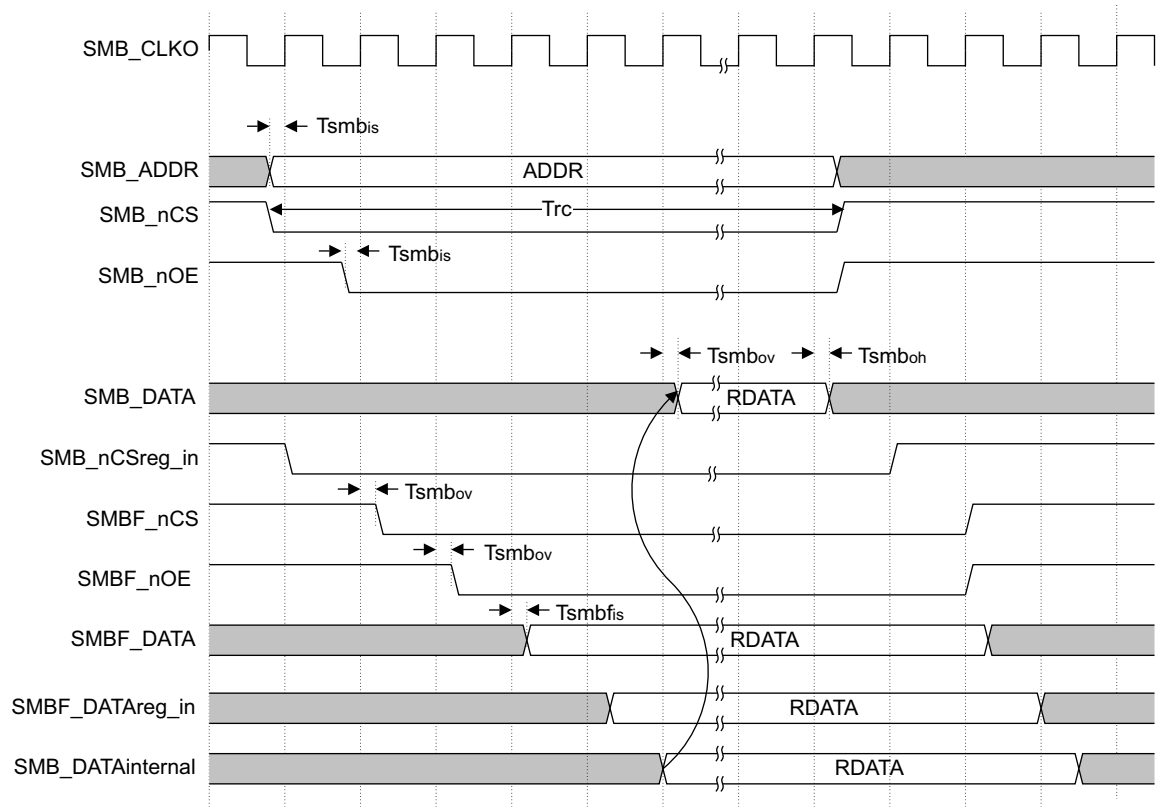 SMB_CLKO
Tsmbis
SMB_ADDR ADDR
SMB_nCS Trc
Tsmbis
SMB_nOE
Tsmbov Tsmboh
SMB_DATA RDATA
SMB_nCSreg_in
Tsmbov
SMBF_nCS
Tsmbov
SMBF_nOE
Tsmbfis
SMBF_DATA RDATA
SMBF_DATAreg_in RDATA
SMB_DATAinternal RDATA